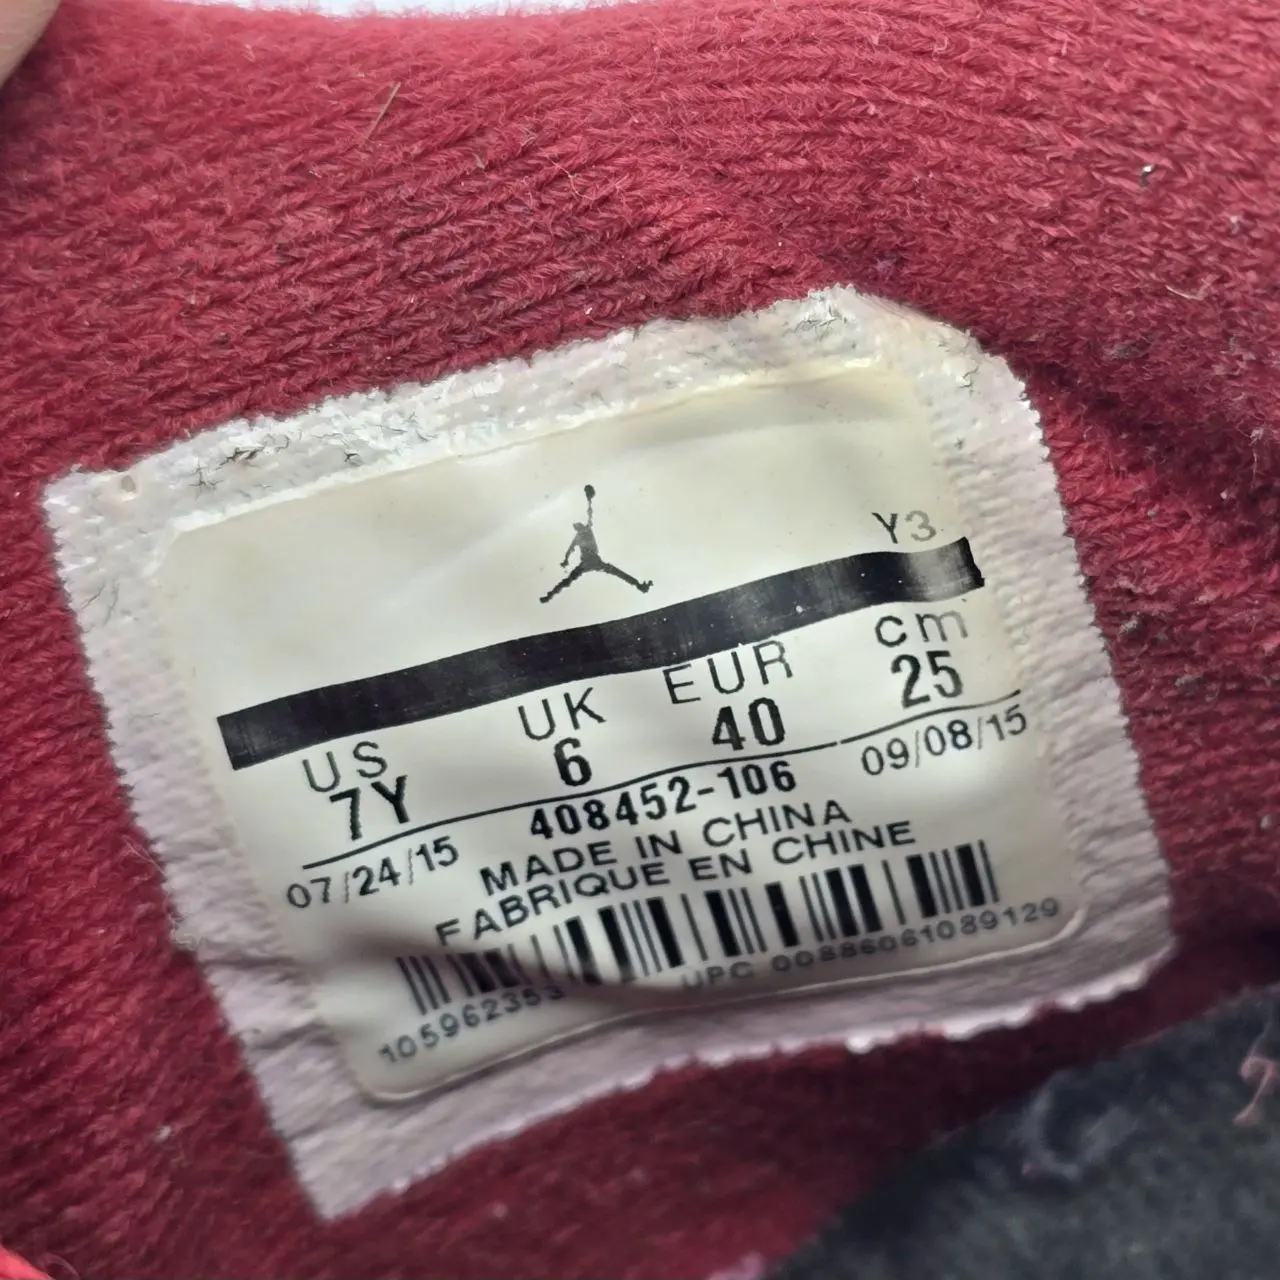 Y3
US UK EUR cm
7Y 6 40 25
07/24/15 408452-106 09/08/15
MADE IN CHINA
FABRIQUE EN CHINE
105962353 UPC 00886061089129